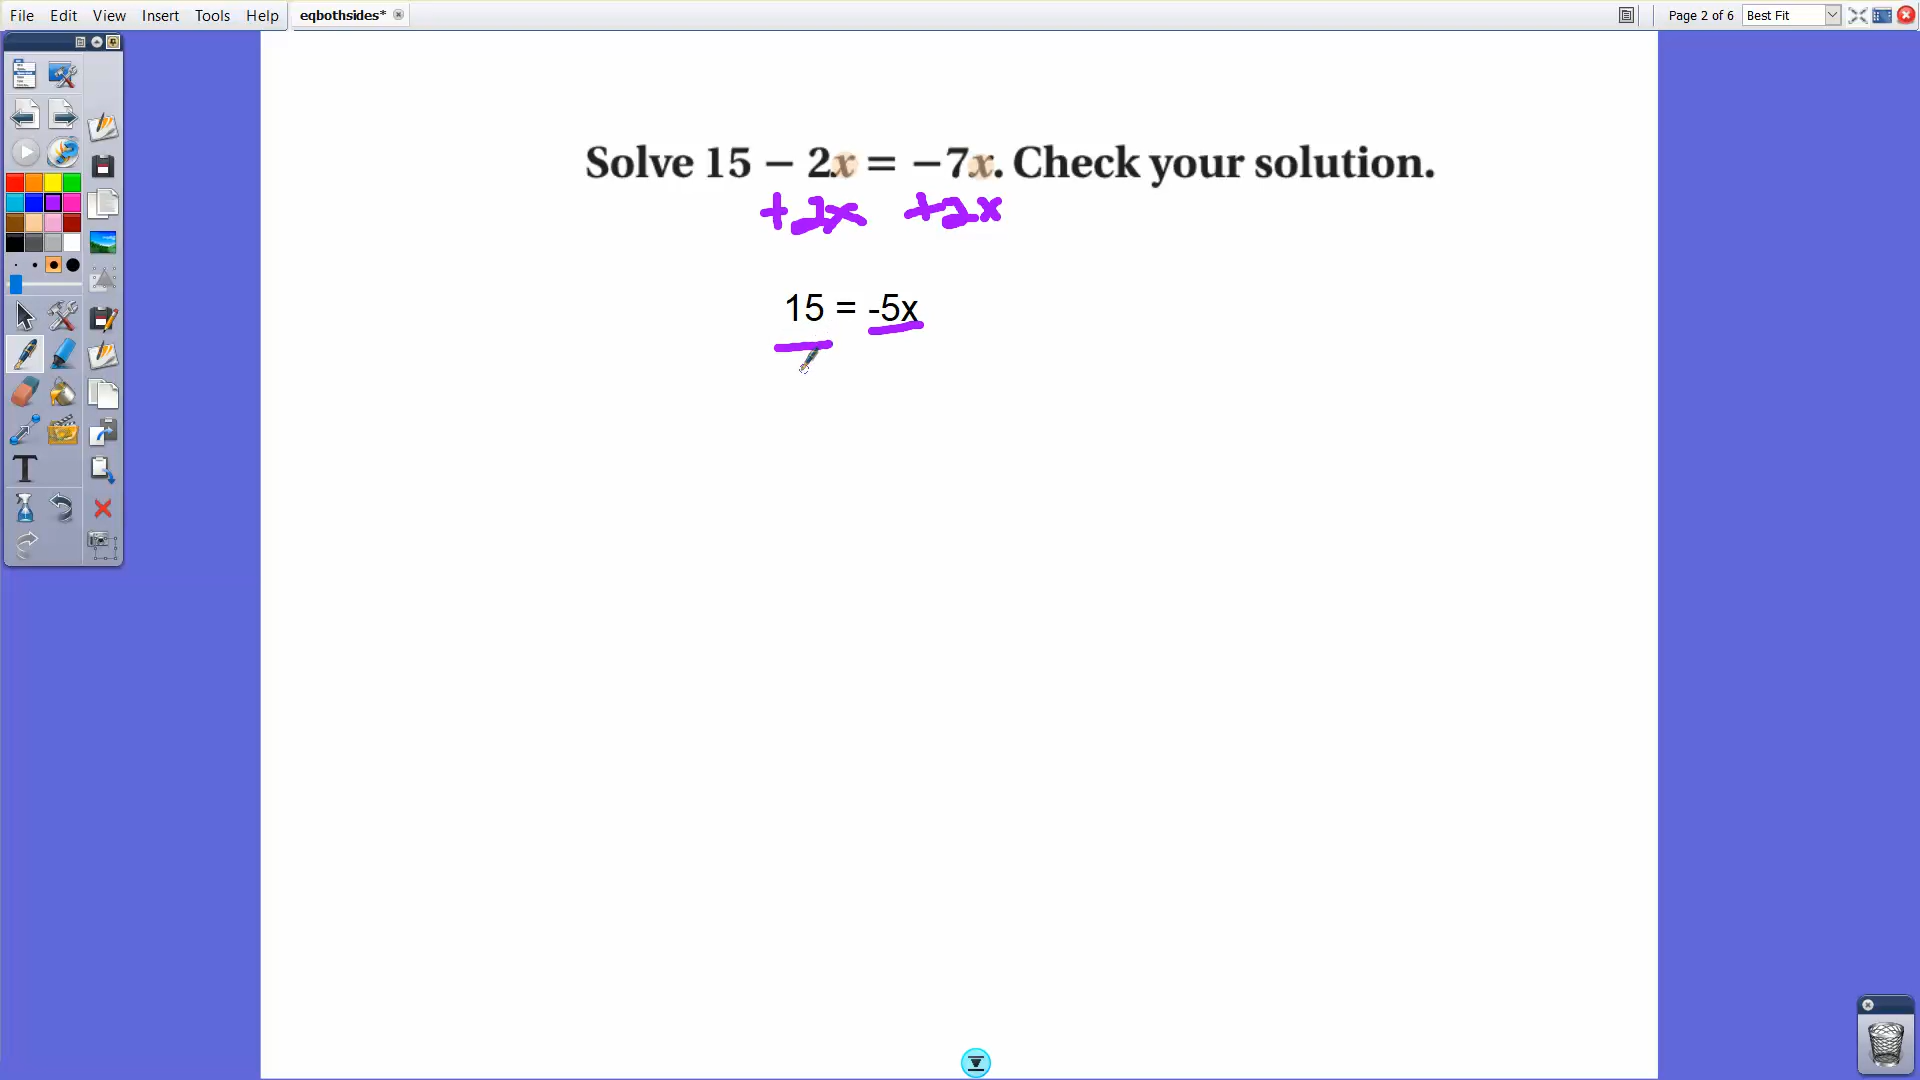 File Edit View Insert Tools Help eqbothsides* Page 2 of 6 Best Fit
Solve 15 − 2x = −7x. Check your solution.
+2x +2x
15 = -5x
T